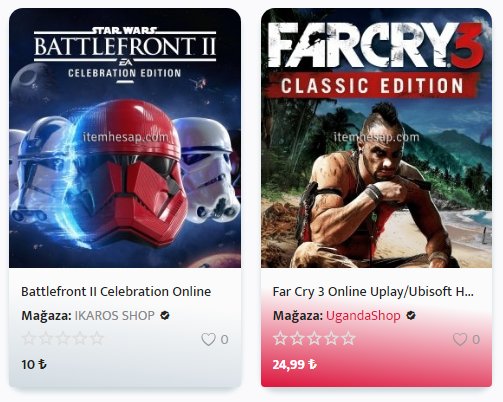 STAR WARS
BATTLEFRONT II
EA
CELEBRATION EDITION
itemhesap.com
Battlefront II Celebration Online
Mağaza: IKAROS SHOP
0
10 ₺
FARCRY3
CLASSIC EDITION
itemhesap.com
Far Cry 3 Online Uplay/Ubisoft H...
Mağaza: UgandaShop
0
24,99 ₺